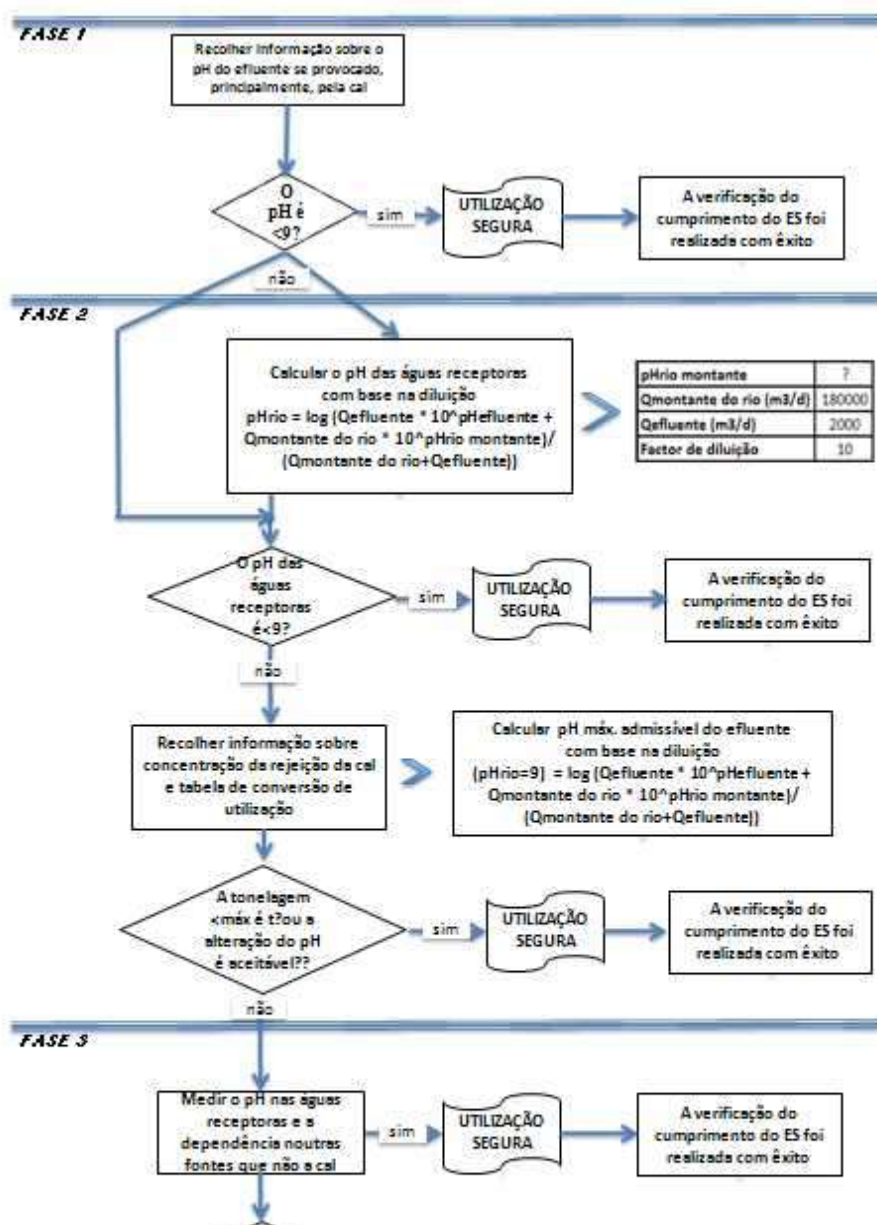 FASE 1
Recolher informação sobre o
pH do efluente se provocado,
principalmente, pela cal
O
pH é
<9?
sim
UTILIZAÇÃO
SEGURA
A verificação do
cumprimento do ES foi
realizada com êxito
não
FASE 2
Calcular o pH das águas receptoras
com base na diluição
pHrio = log (Qefluente * 10^pHefluente +
Qmontante do rio * 10^pHrio montante)/
(Qmontante do rio+Qefluente))
pHrio montante ?
Qmontante do rio (m3/d) 180000
Qefluente (m3/d) 2000
Factor de diluição 10
O pH das
águas
receptoras
é<9?
sim
UTILIZAÇÃO
SEGURA
A verificação do
cumprimento do ES foi
realizada com êxito
não
Recolher informação sobre
concentração da rejeição da cal
e tabela de conversão de
utilização
Calcular pH máx. admissível do efluente
com base na diluição
(pHrio=9) = log (Qefluente * 10^pHefluente +
Qmontante do rio * 10^pHrio montante)/
(Qmontante do rio+Qefluente))
A tonelagem
<máx é t?ou a
alteração do pH
é aceitável??
sim
UTILIZAÇÃO
SEGURA
A verificação do
cumprimento do ES foi
realizada com êxito
não
FASE 3
Medir o pH nas águas
receptoras e a
dependência noutras
fontes que não a cal
sim
UTILIZAÇÃO
SEGURA
A verificação do
cumprimento do ES foi
realizada com êxito